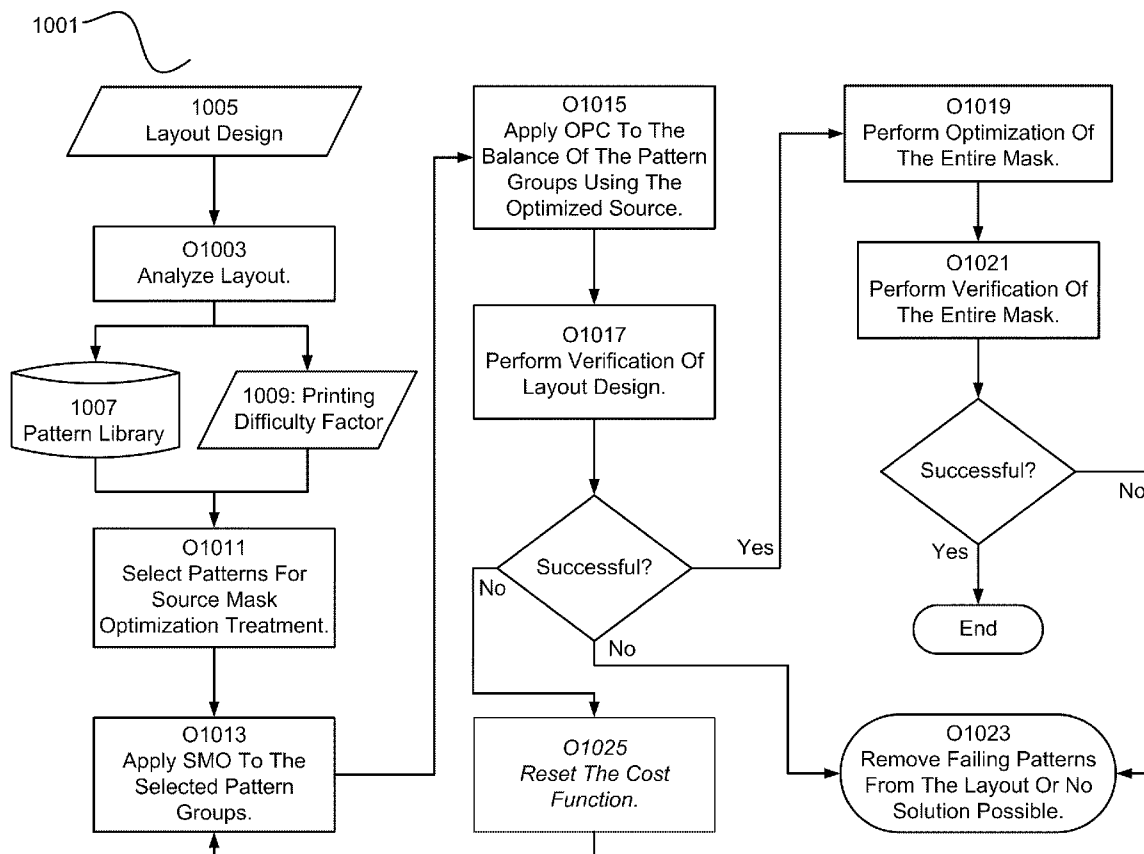 1001
1005
Layout Design
O1003
Analyze Layout.
1007
Pattern Library
1009: Printing
Difficulty Factor
O1011
Select Patterns For
Source Mask
Optimization Treatment.
O1013
Apply SMO To The
Selected Pattern
Groups.
O1015
Apply OPC To The
Balance Of The Pattern
Groups Using The
Optimized Source.
O1017
Perform Verification Of
Layout Design.
Successful?
Yes
No
No
O1025
Reset The Cost
Function.
O1019
Perform Optimization Of
The Entire Mask.
O1021
Perform Verification Of
The Entire Mask.
Successful?
No
Yes
End
O1023
Remove Failing Patterns
From The Layout Or No
Solution Possible.